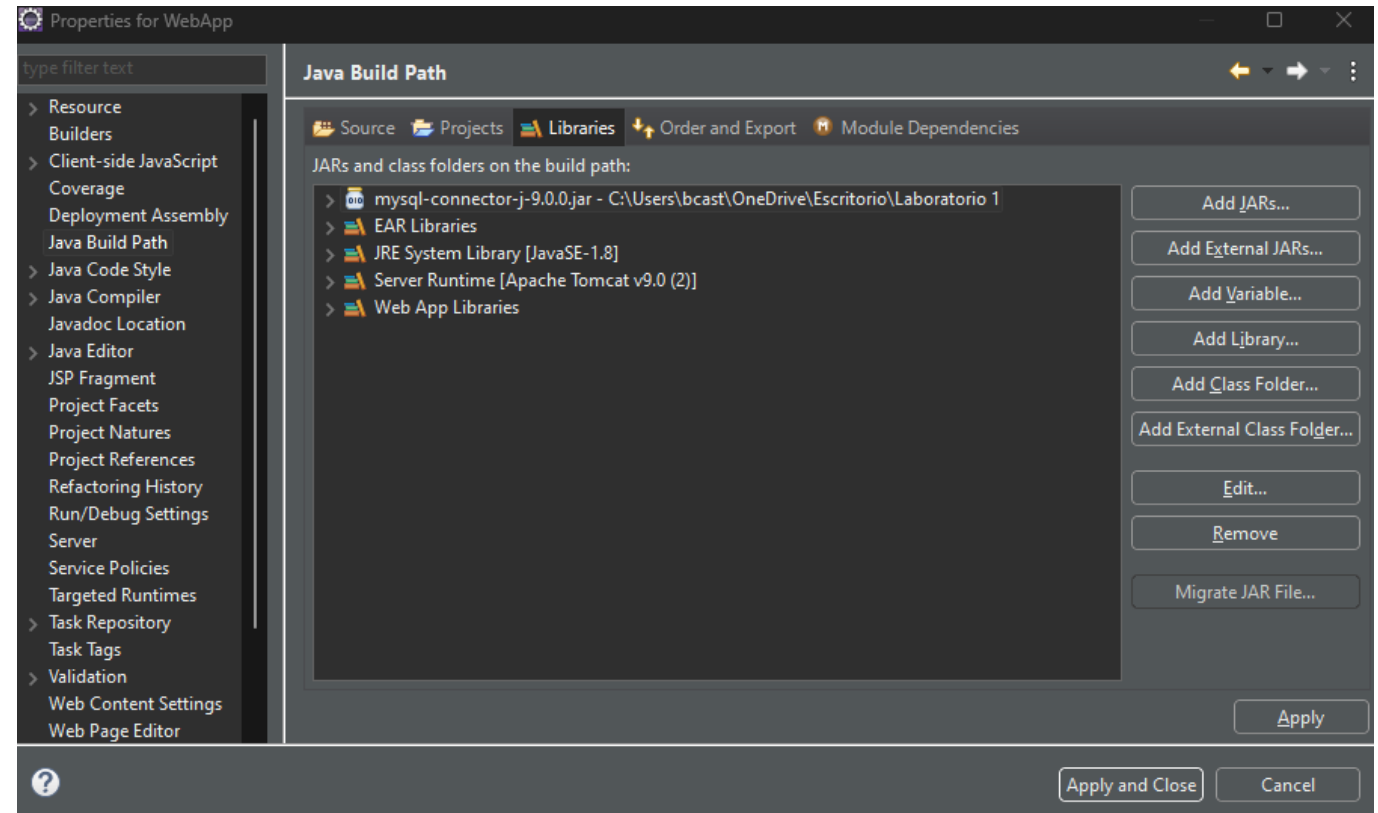 Properties for WebApp
type filter text
Resource
Builders
Client-side JavaScript
Coverage
Deployment Assembly
Java Build Path
Java Code Style
Java Compiler
Javadoc Location
Java Editor
JSP Fragment
Project Facets
Project Natures
Project References
Refactoring History
Run/Debug Settings
Server
Service Policies
Targeted Runtimes
Task Repository
Task Tags
Validation
Web Content Settings
Web Page Editor
Java Build Path
Source Projects Libraries Order and Export Module Dependencies
JARs and class folders on the build path:
mysql-connector-j-9.0.0.jar - C:\Users\bcast\OneDrive\Escritorio\Laboratorio 1
EAR Libraries
JRE System Library [JavaSE-1.8]
Server Runtime [Apache Tomcat v9.0 (2)]
Web App Libraries
Add JARs...
Add External JARs...
Add Variable...
Add Library...
Add Class Folder...
Add External Class Folder...
Edit...
Remove
Migrate JAR File...
Apply
Apply and Close Cancel